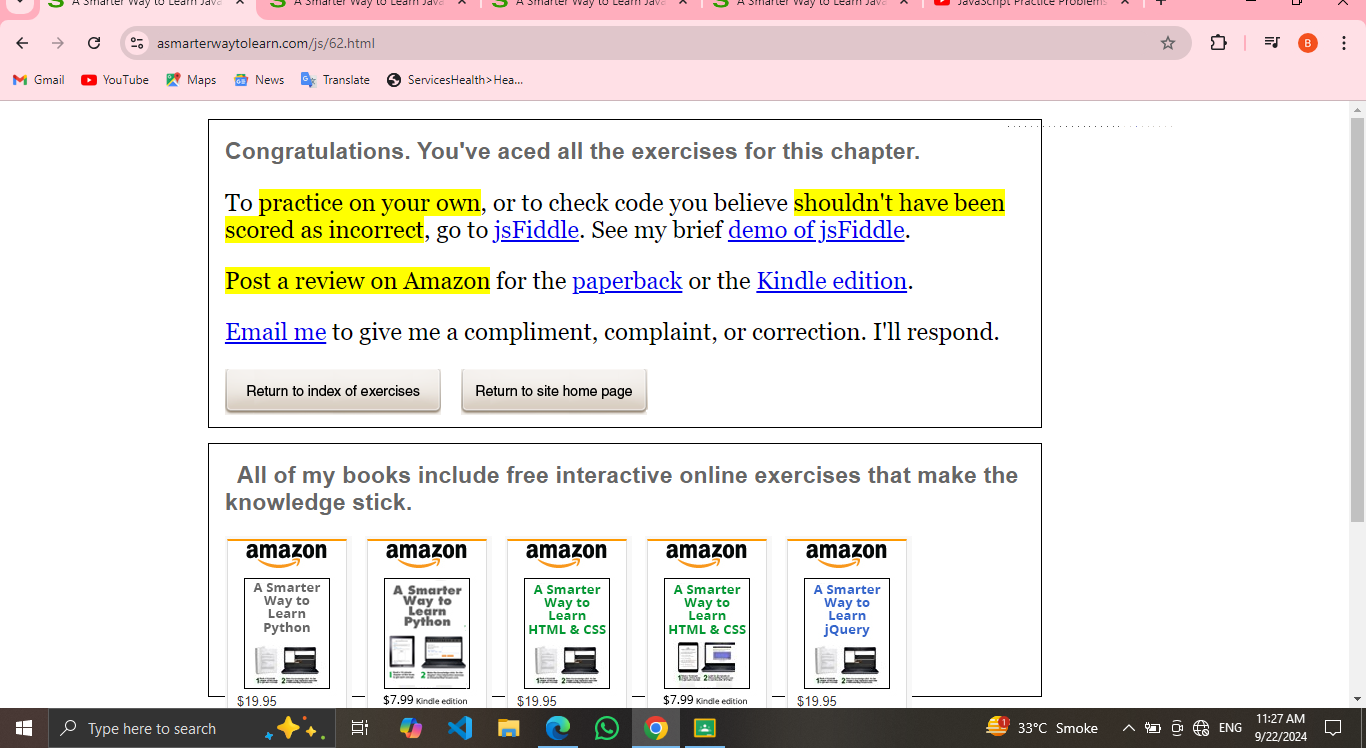 A Smarter Way to Learn Java
A Smarter Way to Learn Java
A Smarter Way to Learn Java
A Smarter Way to Learn Java
JavaScript Practice Problems
asmarterwaytolearn.com/js/62.html
B
Gmail
YouTube
Maps
News
Translate
ServicesHealth>Hea...
Congratulations. You've aced all the exercises for this chapter.
To practice on your own, or to check code you believe shouldn't have been
scored as incorrect, go to jsFiddle. See my brief demo of jsFiddle.
Post a review on Amazon for the paperback or the Kindle edition.
Email me to give me a compliment, complaint, or correction. I'll respond.
Return to index of exercises
Return to site home page
All of my books include free interactive online exercises that make the
knowledge stick.
amazon
A Smarter
Way to
Learn
Python
$19.95
amazon
A Smarter
Way to
Learn
Python
$7.99 Kindle edition
amazon
A Smarter
Way to
Learn
HTML & CSS
$19.95
amazon
A Smarter
Way to
Learn
HTML & CSS
$7.99 Kindle edition
amazon
A Smarter
Way to
Learn
jQuery
$19.95
Type here to search
1
33°C Smoke
ENG
11:27 AM
9/22/2024